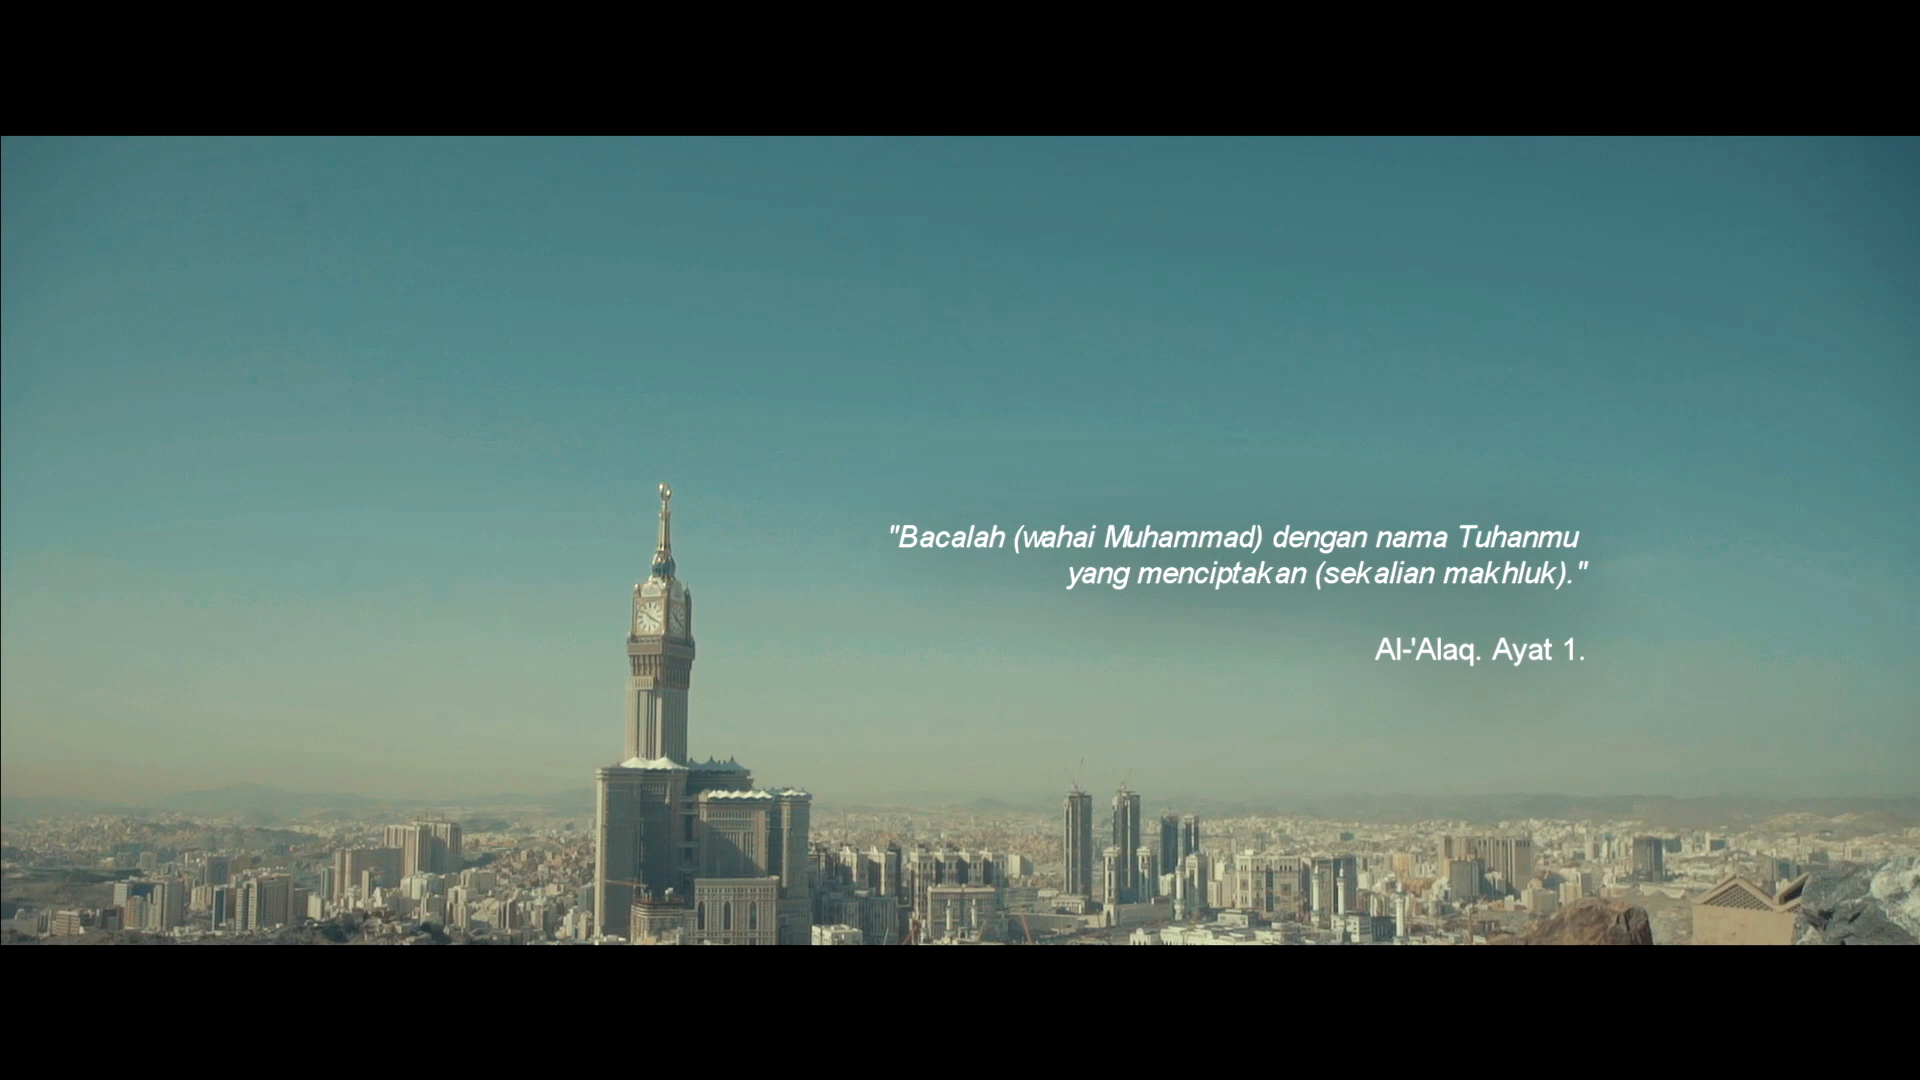 "Bacalah (wahai Muhammad) dengan nama Tuhanmu
yang menciptakan (sekalian makhluk)."
Al-'Alaq. Ayat 1.